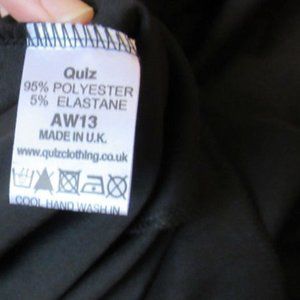 Quiz
95% POLYESTER
5% ELASTANE
AW13
MADE IN U.K.
www.quizclothing.co.uk
COOL HAND WASH IN